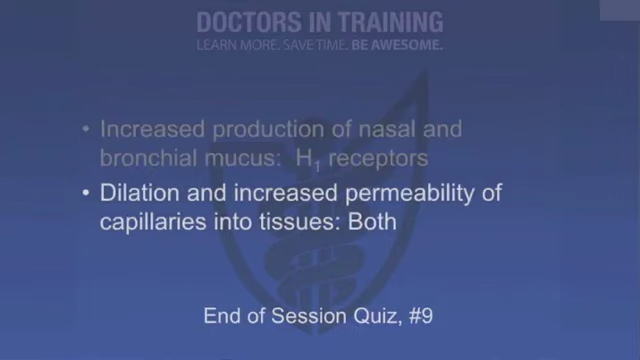 DOCTORS IN TRAINING
LEARN MORE. SAVE TIME. BE AWESOME.
• Increased production of nasal and
bronchial mucus: H₁ receptors
• Dilation and increased permeability of
capillaries into tissues: Both
End of Session Quiz, #9